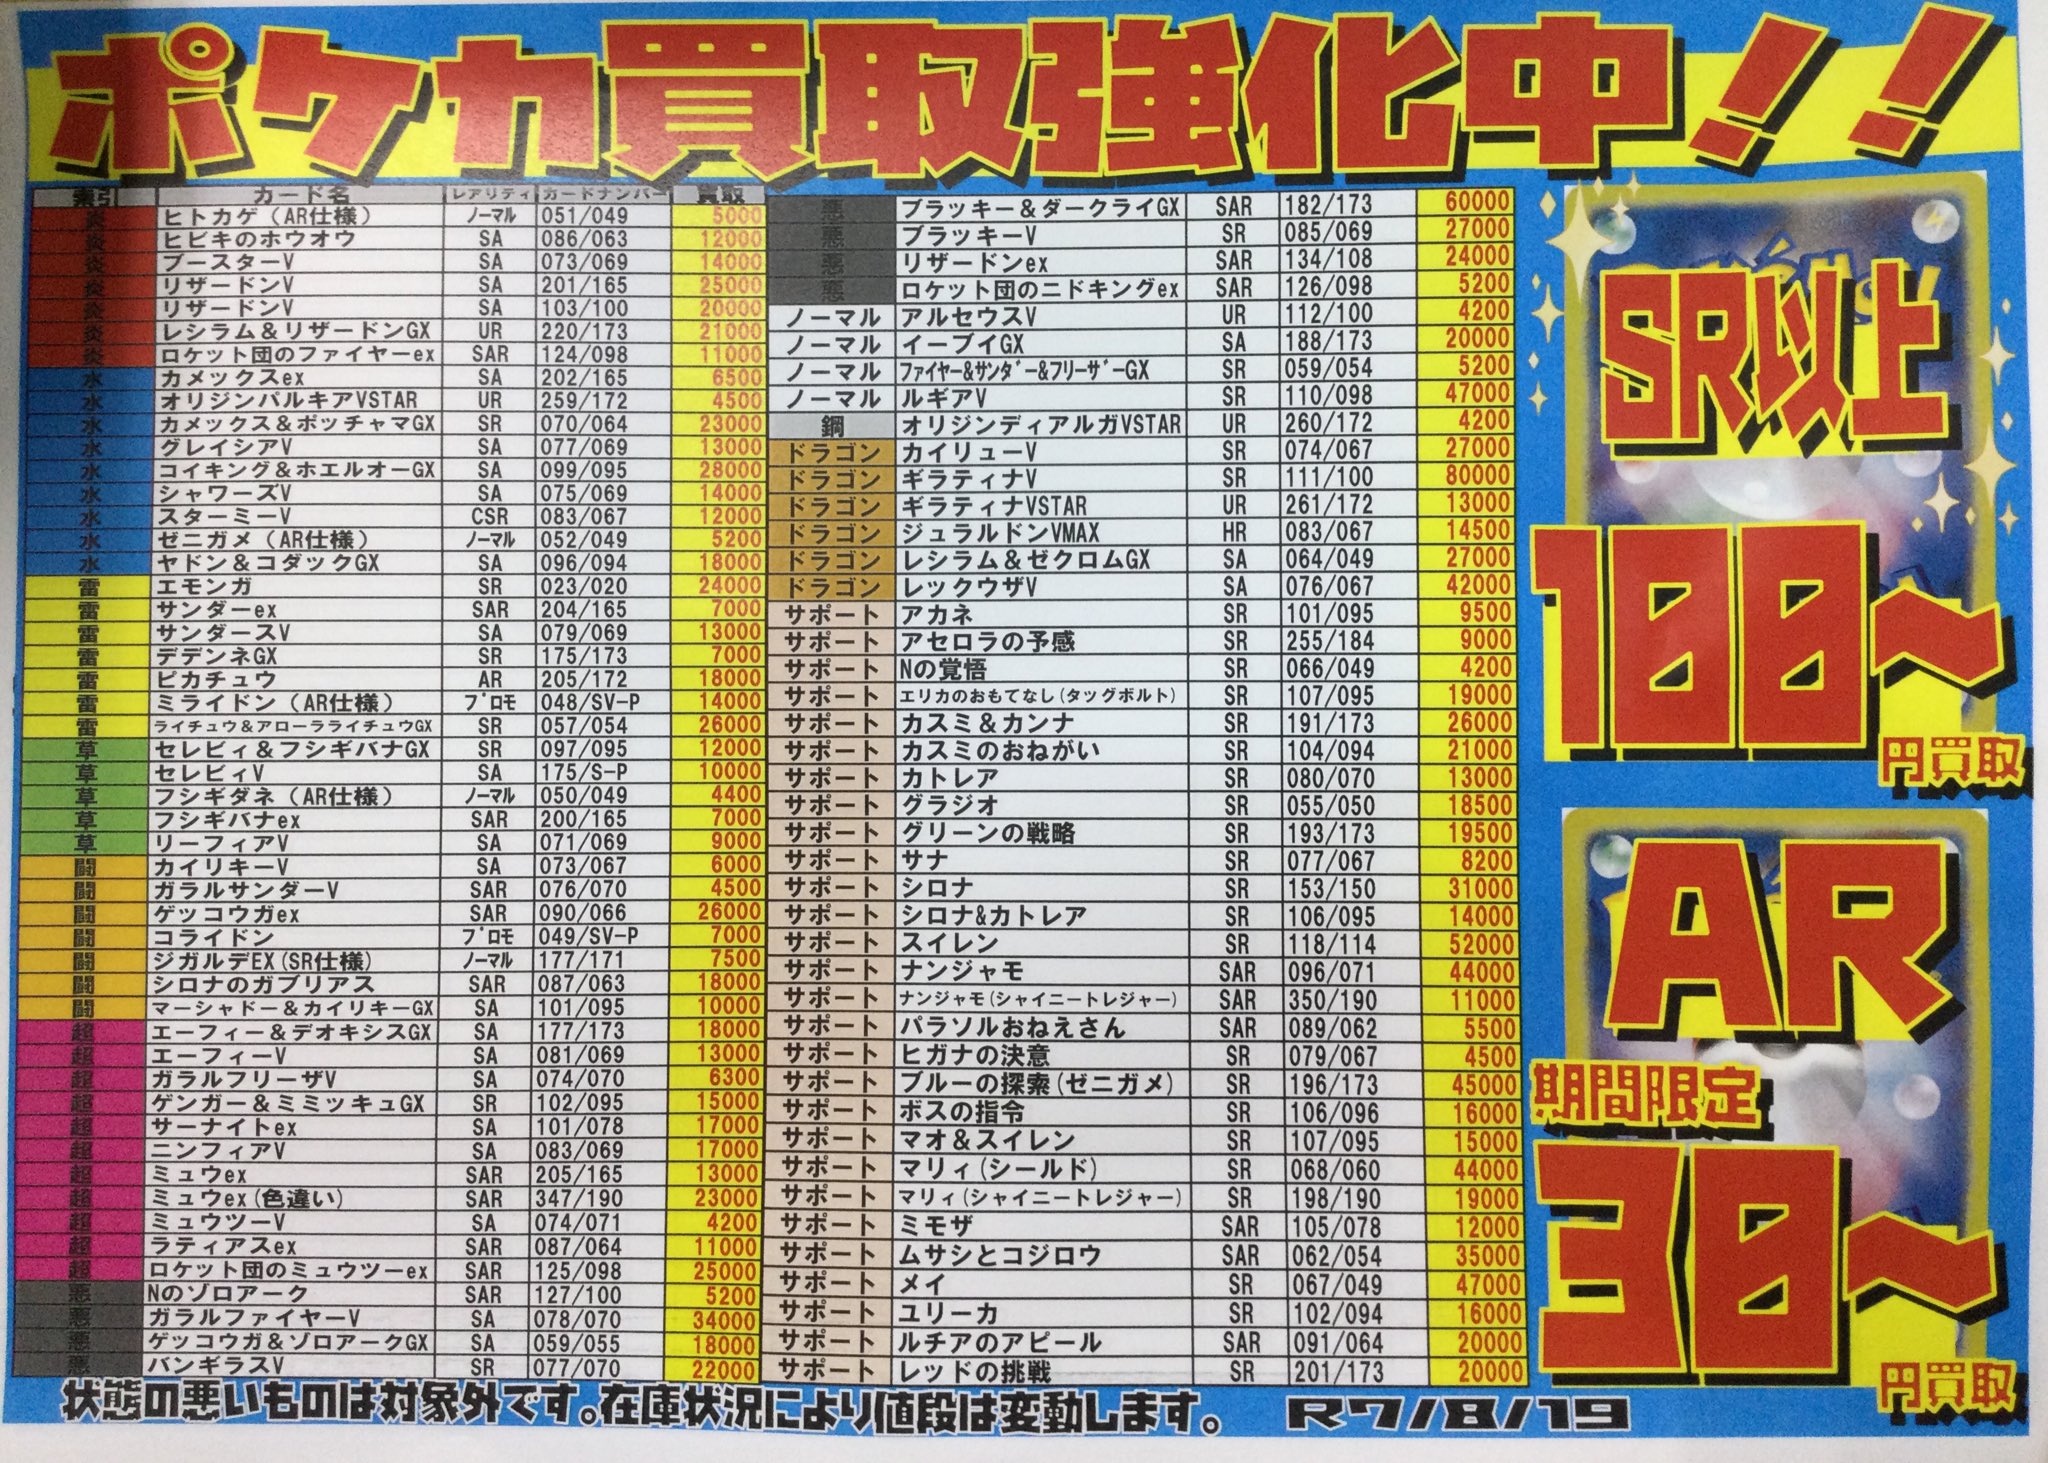 ポケカ買取強化中!!
索引 カード名 レアリティ カードナンバー 買取
炎 ヒトカゲ(AR仕様) ノーマル 051/049 5000
炎 ヒビキのホウオウ SA 086/063 12000
炎 ブースターV SA 073/069 14000
炎 リザードンV SA 201/165 25000
炎 リザードンV SA 103/100 20000
炎 レシラム&リザードンGX UR 220/173 21000
炎 ロケット団のファイヤーex SAR 124/098 11000
水 カメックスex SA 202/165 6500
水 オリジンパルキアVSTAR UR 259/172 4500
水 カメックス&ポッチャマGX SR 070/064 23000
水 グレイシアV SA 077/069 13000
水 コイキング&ホエルオーGX SA 099/095 28000
水 シャワーズV SA 075/069 14000
水 スターミーV CSR 083/067 12000
水 ゼニガメ(AR仕様) ノーマル 052/049 5200
水 ヤドン&コダックGX SA 096/094 18000
雷 エモンガ SR 023/020 24000
雷 サンダーex SAR 204/165 7000
雷 サンダースV SA 079/069 13000
雷 デデンネGX SR 175/173 7000
雷 ピカチュウ AR 205/172 18000
雷 ミライドン(AR仕様) プロモ 048/SV-P 14000
雷 ライチュウ&アローラライチュウGX SR 057/054 26000
草 セレビィ&フシギバナGX SR 097/095 12000
草 セレビィV SA 175/S-P 10000
草 フシギダネ(AR仕様) ノーマル 050/049 4400
草 フシギバナex SAR 200/165 7000
草 リーフィアV SA 071/069 9000
闘 カイリキーV SA 073/067 6000
闘 ガラルサンダーV SAR 076/070 4500
闘 ゲッコウガex SAR 090/066 26000
闘 コライドン プロモ 049/SV-P 7000
闘 ジガルデEX(SR仕様) ノーマル 177/171 7500
闘 シロナのガブリアス SAR 087/063 18000
闘 マーシャドー&カイリキーGX SA 101/095 10000
超 エーフィー&デオキシスGX SA 177/173 18000
超 エーフィーV SA 081/069 13000
超 ガラルフリーザV SA 074/070 6300
超 ゲンガー&ミミッキュGX SR 102/095 15000
超 サーナイトex SA 101/078 17000
超 ニンフィアV SA 083/069 17000
超 ミュウex SAR 205/165 13000
超 ミュウex(色違い) SAR 347/190 23000
超 ミュウツーV SA 074/071 4200
超 ラティアスex SAR 087/064 11000
超 ロケット団のミュウツーex SAR 125/098 25000
悪 Nのゾロアーク SAR 127/100 5200
悪 ガラルファイヤーV SA 078/070 34000
悪 ゲッコウガ&ゾロアークGX SA 059/055 18000
悪 バンギラスV SR 077/070 22000
悪 ブラッキー&ダークライGX SAR 182/173 60000
悪 ブラッキーV SR 085/069 27000
悪 リザードンex SAR 134/108 24000
悪 ロケット団のニドキングex SAR 126/098 5200
ノーマル アルセウスV UR 112/100 4200
ノーマル イーブイGX SA 188/173 20000
ノーマル ファイヤー&サンダー&フリーザーGX SR 059/054 5200
ノーマル ルギアV SR 110/098 47000
鋼 オリジンディアルガVSTAR UR 260/172 4200
ドラゴン カイリューV SR 074/067 27000
ドラゴン ギラティナV SR 111/100 80000
ドラゴン ギラティナVSTAR UR 261/172 13000
ドラゴン ジュラルドンVMAX HR 083/067 14500
ドラゴン レシラム&ゼクロムGX SA 064/049 27000
ドラゴン レックウザV SA 076/067 42000
サポート アカネ SR 101/095 9500
サポート アセロラの予感 SR 255/184 9000
サポート Nの覚悟 SR 066/049 4200
サポート エリカのおもてなし(タッグボルト) SR 107/095 19000
サポート カスミ&カンナ SR 191/173 26000
サポート カスミのおねがい SR 104/094 21000
サポート カトレア SR 080/070 13000
サポート グラジオ SR 055/050 18500
サポート グリーンの戦略 SR 193/173 19500
サポート サナ SR 077/067 8200
サポート シロナ SR 153/150 31000
サポート シロナ&カトレア SR 106/095 14000
サポート スイレン SR 118/114 52000
サポート ナンジャモ SAR 096/071 44000
サポート ナンジャモ(シャイニートレジャー) SAR 350/190 11000
サポート パラソルおねえさん SAR 089/062 5500
サポート ヒガナの決意 SR 079/067 4500
サポート ブルーの探索(ゼニガメ) SR 196/173 45000
サポート ボスの指令 SR 106/096 16000
サポート マオ&スイレン SR 107/095 15000
サポート マリィ(シールド) SR 068/060 44000
サポート マリィ(シャイニートレジャー) SR 198/190 19000
サポート ミモザ SAR 105/078 12000
サポート ムサシとコジロウ SAR 062/054 35000
サポート メイ SR 067/049 47000
サポート ユリーカ SR 102/094 16000
サポート ルチアのアピール SAR 091/064 20000
サポート レッドの挑戦 SR 201/173 20000
SR以上
100~
円買取
AR
期間限定
30~
円買取
状態の悪いものは対象外です。在庫状況により値段は変動します。 R7/8/19